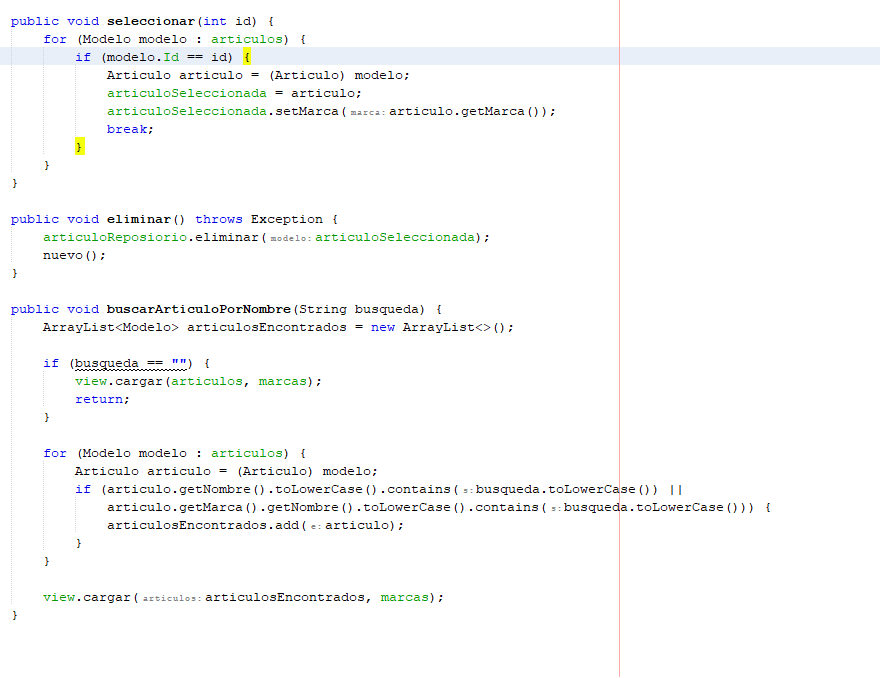 public void seleccionar(int id) {
    for (Modelo modelo : articulos) {
        if (modelo.Id == id) {
            Articulo articulo = (Articulo) modelo;
            articuloSeleccionada = articulo;
            articuloSeleccionada.setMarca( marca: articulo.getMarca());
            break;
        }
    }
}

public void eliminar() throws Exception {
    articuloReposiorio.eliminar( modelo: articuloSeleccionada);
    nuevo();
}

public void buscarArticuloPorNombre(String busqueda) {
    ArrayList<Modelo> articulosEncontrados = new ArrayList<>();

    if (busqueda == "") {
        view.cargar(articulos, marcas);
        return;
    }

    for (Modelo modelo : articulos) {
        Articulo articulo = (Articulo) modelo;
        if (articulo.getNombre().toLowerCase().contains( s: busqueda.toLowerCase()) ||
            articulo.getMarca().getNombre().toLowerCase().contains( s: busqueda.toLowerCase())) {
            articulosEncontrados.add( e: articulo);
        }
    }

    view.cargar( articulos: articulosEncontrados, marcas);
}